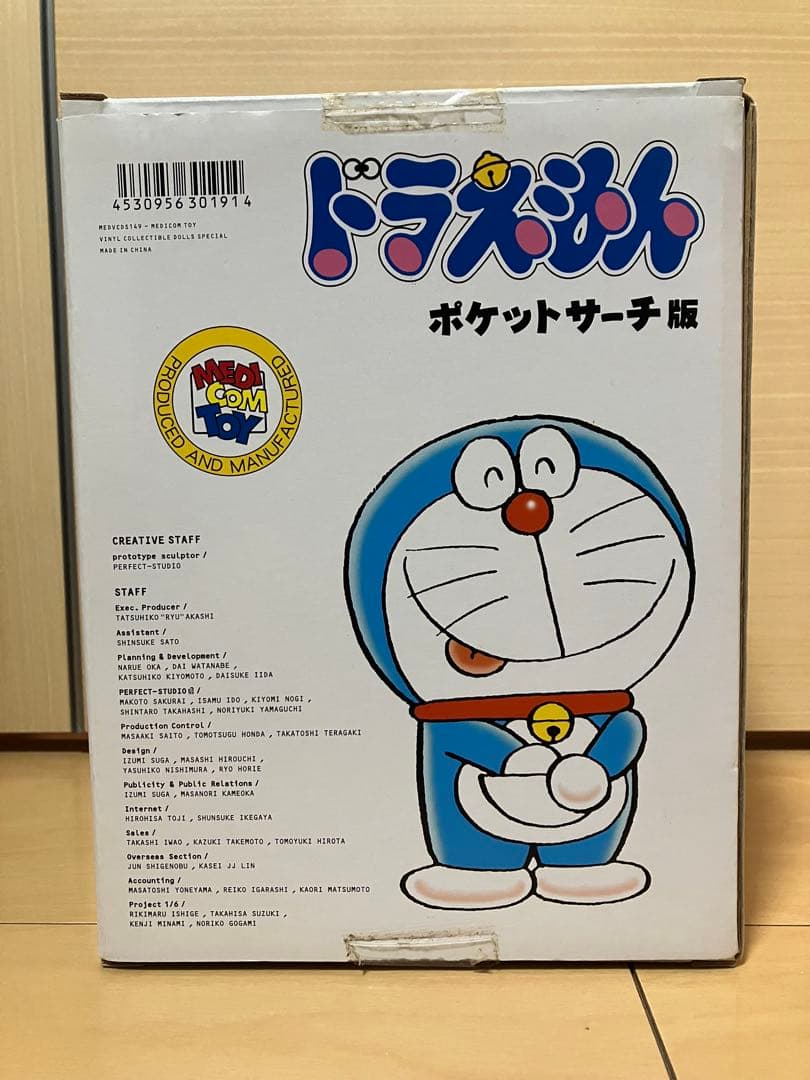 4530956301914
MEDVCDS149 – MEDICOM TOY
VINYL COLLECTIBLE DOLLS SPECIAL
MADE IN CHINA
ドラえもん
ポケットサーチ版
MEDI
COM
TOY
PRODUCED AND MANUFACTURED
CREATIVE STAFF
prototype sculptor /
PERFECT-STUDIO
STAFF
Exec. Producer /
TATSUHIKO "RYU" AKASHI
Assistant /
SHINSUKE SATO
Planning & Development /
NARUE OKA , DAI WATANABE ,
KATSUHIKO KIYOMOTO , DAISUKE IIDA
PERFECT-STUDIO@ /
MAKOTO SAKURAI , ISAMU IDO , KIYOMI NOGI ,
SHINTARO TAKAHASHI , NORIYUKI YAMAGUCHI
Production Control /
MASAAKI SAITO , TOMOTSUGU HONDA , TAKATOSHI TERAGAKI
Design /
IZUMI SUGA , MASASHI HIROUCHI ,
YASUHIKO NISHIMURA , RYO HORIE
Publicity & Public Relations /
IZUMI SUGA , MASANORI KAMEOKA
Internet /
HIROHISA TOJI , SHUNSUKE IKEGAYA
Sales /
TAKASHI IWAO , KAZUKI TAKEMOTO , TOMOYUKI HIROTA
Overseas Section /
JUN SHIGENOBU , KASEI JJ LIN
Accounting /
MASATOSHI YONEYAMA , REIKO IGARASHI , KAORI MATSUMOTO
Project 1/6 /
RIKIMARU ISHIGE , TAKAHISA SUZUKI ,
KENJI MINAMI , NORIKO GOGAMI